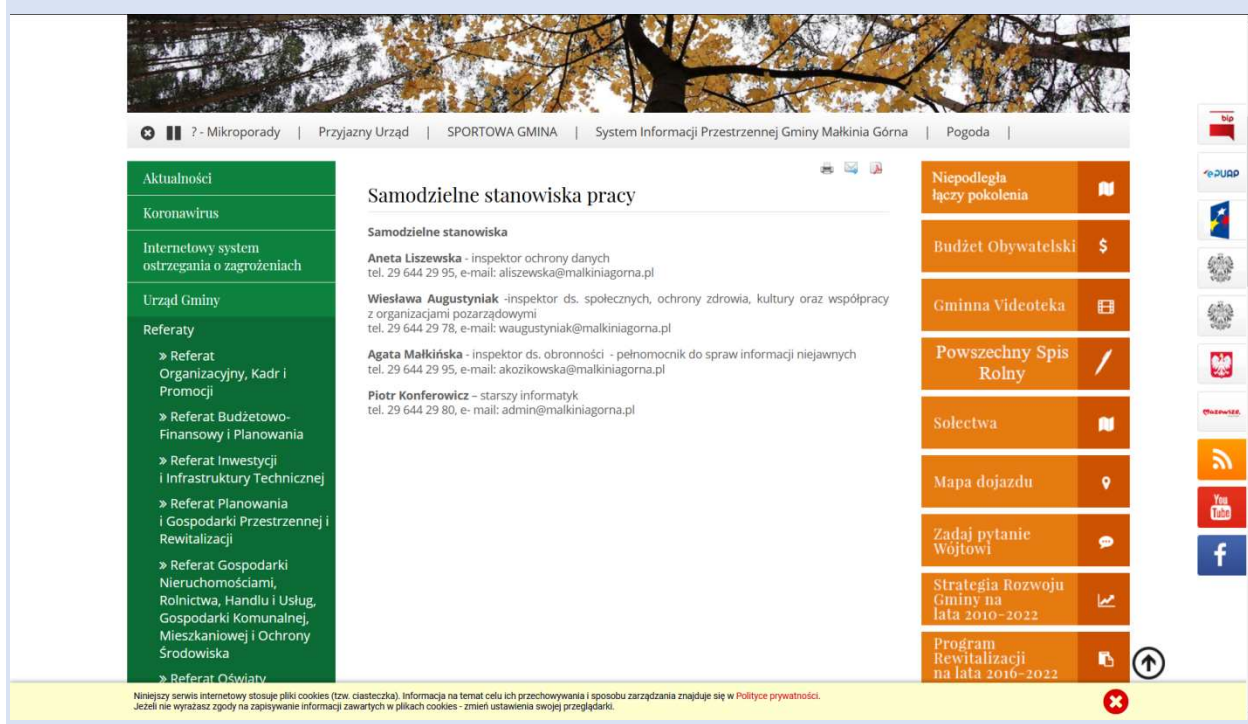 ? - Mikroporady | Przyjazny Urząd | SPORTOWA GMINA | System Informacji Przestrzennej Gminy Małkinia Górna | Pogoda |
Aktualności
Koronawirus
Internetowy system
ostrzegania o zagrożeniach
Urząd Gminy
Referaty
» Referat
Organizacyjny, Kadr i
Promocji
» Referat Budżetowo-
Finansowy i Planowania
» Referat Inwestycji
i Infrastruktury Technicznej
» Referat Planowania
i Gospodarki Przestrzennej i
Rewitalizacji
» Referat Gospodarki
Nieruchomościami,
Rolnictwa, Handlu i Usług,
Gospodarki Komunalnej,
Mieszkaniowej i Ochrony
Środowiska
» Referat Oświaty
Samodzielne stanowiska pracy
Samodzielne stanowiska
Aneta Liszewska - inspektor ochrony danych
tel. 29 644 29 95, e-mail: aliszewska@malkiniagorna.pl
Wiesława Augustyniak -inspektor ds. społecznych, ochrony zdrowia, kultury oraz współpracy
z organizacjami pozarządowymi
tel. 29 644 29 78, e-mail: waugustyniak@malkiniagorna.pl
Agata Małkińska - inspektor ds. obronności - pełnomocnik do spraw informacji niejawnych
tel. 29 644 29 95, e-mail: akozikowska@malkiniagorna.pl
Piotr Konferowicz – starszy informatyk
tel. 29 644 29 80, e- mail: admin@malkiniagorna.pl
Niepodległa
łączy pokolenia
Budżet Obywatelski
Gminna Videoteka
Powszechny Spis
Rolny
Sołectwa
Mapa dojazdu
Zadaj pytanie
Wójtowi
Strategia Rozwoju
Gminy na
lata 2010-2022
Program
Rewitalizacji
na lata 2016-2022
bip
ePUAP
Mazowsze.
You
Tube
f
Niniejszy serwis internetowy stosuje pliki cookies (tzw. ciasteczka). Informacja na temat celu ich przechowywania i sposobu zarządzania znajduje się w Polityce prywatności.
Jeżeli nie wyrażasz zgody na zapisywanie informacji zawartych w plikach cookies - zmień ustawienia swojej przeglądarki.